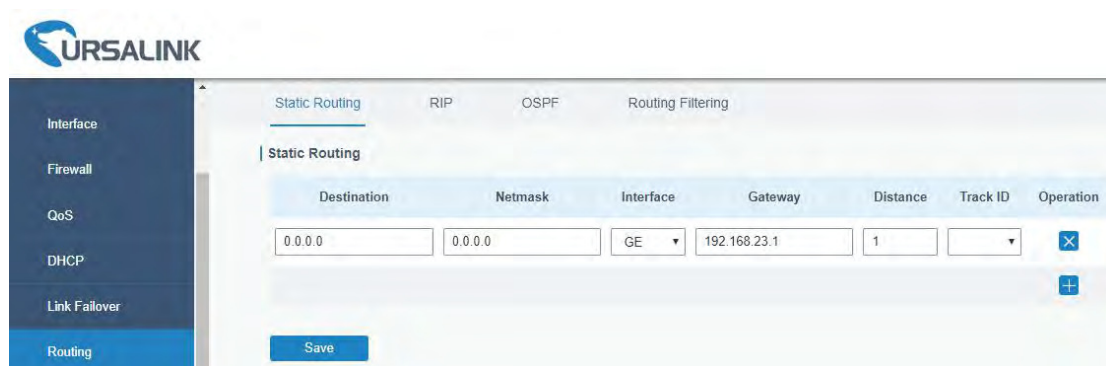 URSALINK
Static Routing RIP OSPF Routing Filtering
Interface
Static Routing
Firewall
Destination Netmask Interface Gateway Distance Track ID Operation
QoS
0.0.0.0 0.0.0.0 GE 192.168.23.1 1
DHCP
Link Failover
Save
Routing